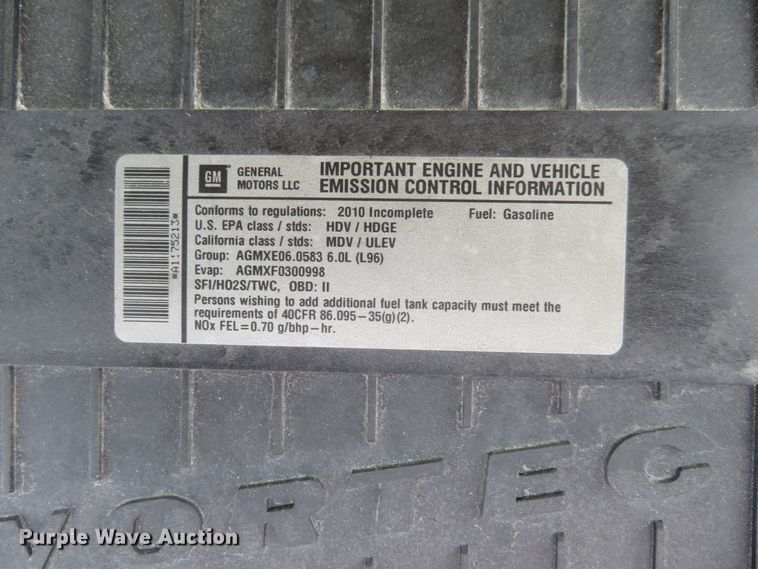 GM GENERAL MOTORS LLC
IMPORTANT ENGINE AND VEHICLE
EMISSION CONTROL INFORMATION
Conforms to regulations: 2010 Incomplete Fuel: Gasoline
U.S. EPA class / stds: HDV / HDGE
California class / stds: MDV / ULEV
Group: AGMXE06.0583 6.0L (L96)
Evap: AGMXF0300998
SFI/HO2S/TWC, OBD: II
Persons wishing to add additional fuel tank capacity must meet the
requirements of 40CFR 86.095–35(g)(2).
NOx FEL=0.70 g/bhp–hr.
*A1175213*
VORTEC
Purple Wave Auction